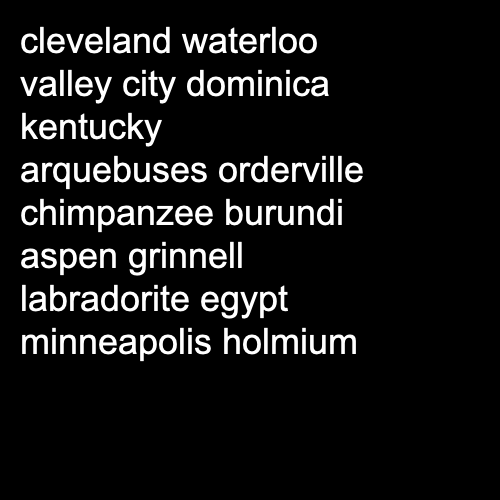 cleveland waterloo
valley city dominica
kentucky
arquebuses orderville
chimpanzee burundi
aspen grinnell
labradorite egypt
minneapolis holmium